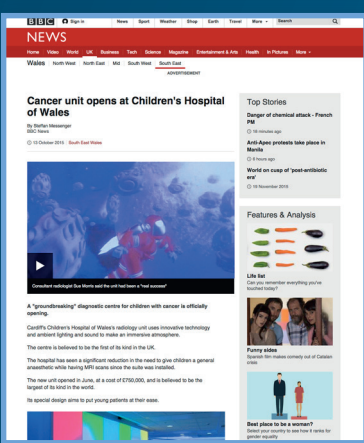 BBC Sign in News Sport Weather Shop Earth Travel More Search
NEWS
Home Video World UK Business Tech Science Magazine Entertainment & Arts Health In Pictures More
Wales North West North East Mid South West South East
ADVERTISEMENT
Cancer unit opens at Children's Hospital
of Wales
By Steffan Messenger
BBC News
12 October 2015 South East Wales
Consultant radiologist Sue Morris said the unit had been a "real success"
A "groundbreaking" diagnostic centre for children with cancer is officially
opening.
Cardiff's Children's Hospital of Wales's radiology unit uses innovative technology
and ambient lighting and sound to make an immersive atmosphere.
The centre is believed to be the first of its kind in the UK.
The hospital has seen a significant reduction in the need to give children a general
anaesthetic while having MRI scans since the suite was installed.
The new unit opened in June, at a cost of £750,000, and is believed to be the
largest of its kind in the world.
Its special design aims to put young patients at their ease.
Top Stories
Danger of chemical attack - French
PM
18 minutes ago
Anti-Apec protests take place in
Manila
9 hours ago
World on cusp of 'post-antibiotic
era'
19 November 2015
Features & Analysis
Life list
Can you remember everything you've
touched today?
Funny sides
Spanish film makes comedy out of Catalan
crisis
Best place to be a woman?
Select your country to see how it ranks for
gender equality